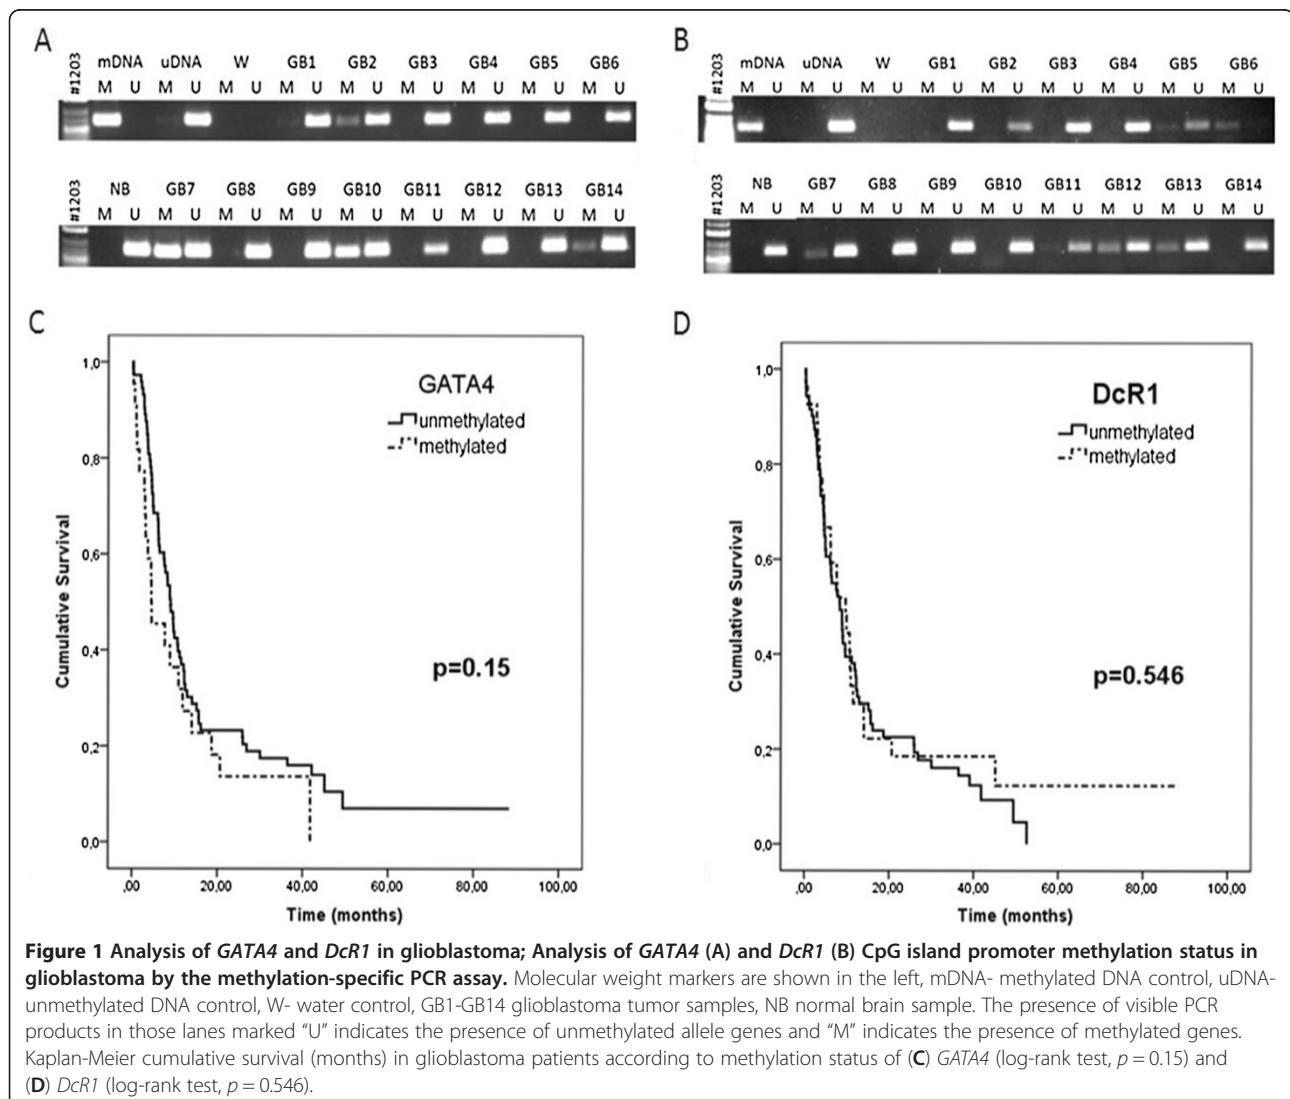 A
#1203
mDNA uDNA W GB1 GB2 GB3 GB4 GB5 GB6
M U M U M U M U M U M U M U M U M U
#1203
NB GB7 GB8 GB9 GB10 GB11 GB12 GB13 GB14
M U M U M U M U M U M U M U M U M U
B
#1203
mDNA uDNA W GB1 GB2 GB3 GB4 GB5 GB6
M U M U M U M U M U M U M U M U M U
#1203
NB GB7 GB8 GB9 GB10 GB11 GB12 GB13 GB14
M U M U M U M U M U M U M U M U M U
C
GATA4
unmethylated
methylated
p=0.15
Cumulative Survival
1,0
0,8
0,6
0,4
0,2
0,0
,00 20,00 40,00 60,00 80,00 100,00
Time (months)
D
DcR1
unmethylated
methylated
p=0.546
Cumulative Survival
1,0
0,8
0,6
0,4
0,2
0,0
,00 20,00 40,00 60,00 80,00 100,00
Time (months)
Figure 1 Analysis of GATA4 and DcR1 in glioblastoma; Analysis of GATA4 (A) and DcR1 (B) CpG island promoter methylation status in
glioblastoma by the methylation-specific PCR assay. Molecular weight markers are shown in the left, mDNA- methylated DNA control, uDNA-
unmethylated DNA control, W- water control, GB1-GB14 glioblastoma tumor samples, NB normal brain sample. The presence of visible PCR
products in those lanes marked “U” indicates the presence of unmethylated allele genes and “M” indicates the presence of methylated genes.
Kaplan-Meier cumulative survival (months) in glioblastoma patients according to methylation status of (C) GATA4 (log-rank test, p = 0.15) and
(D) DcR1 (log-rank test, p = 0.546).